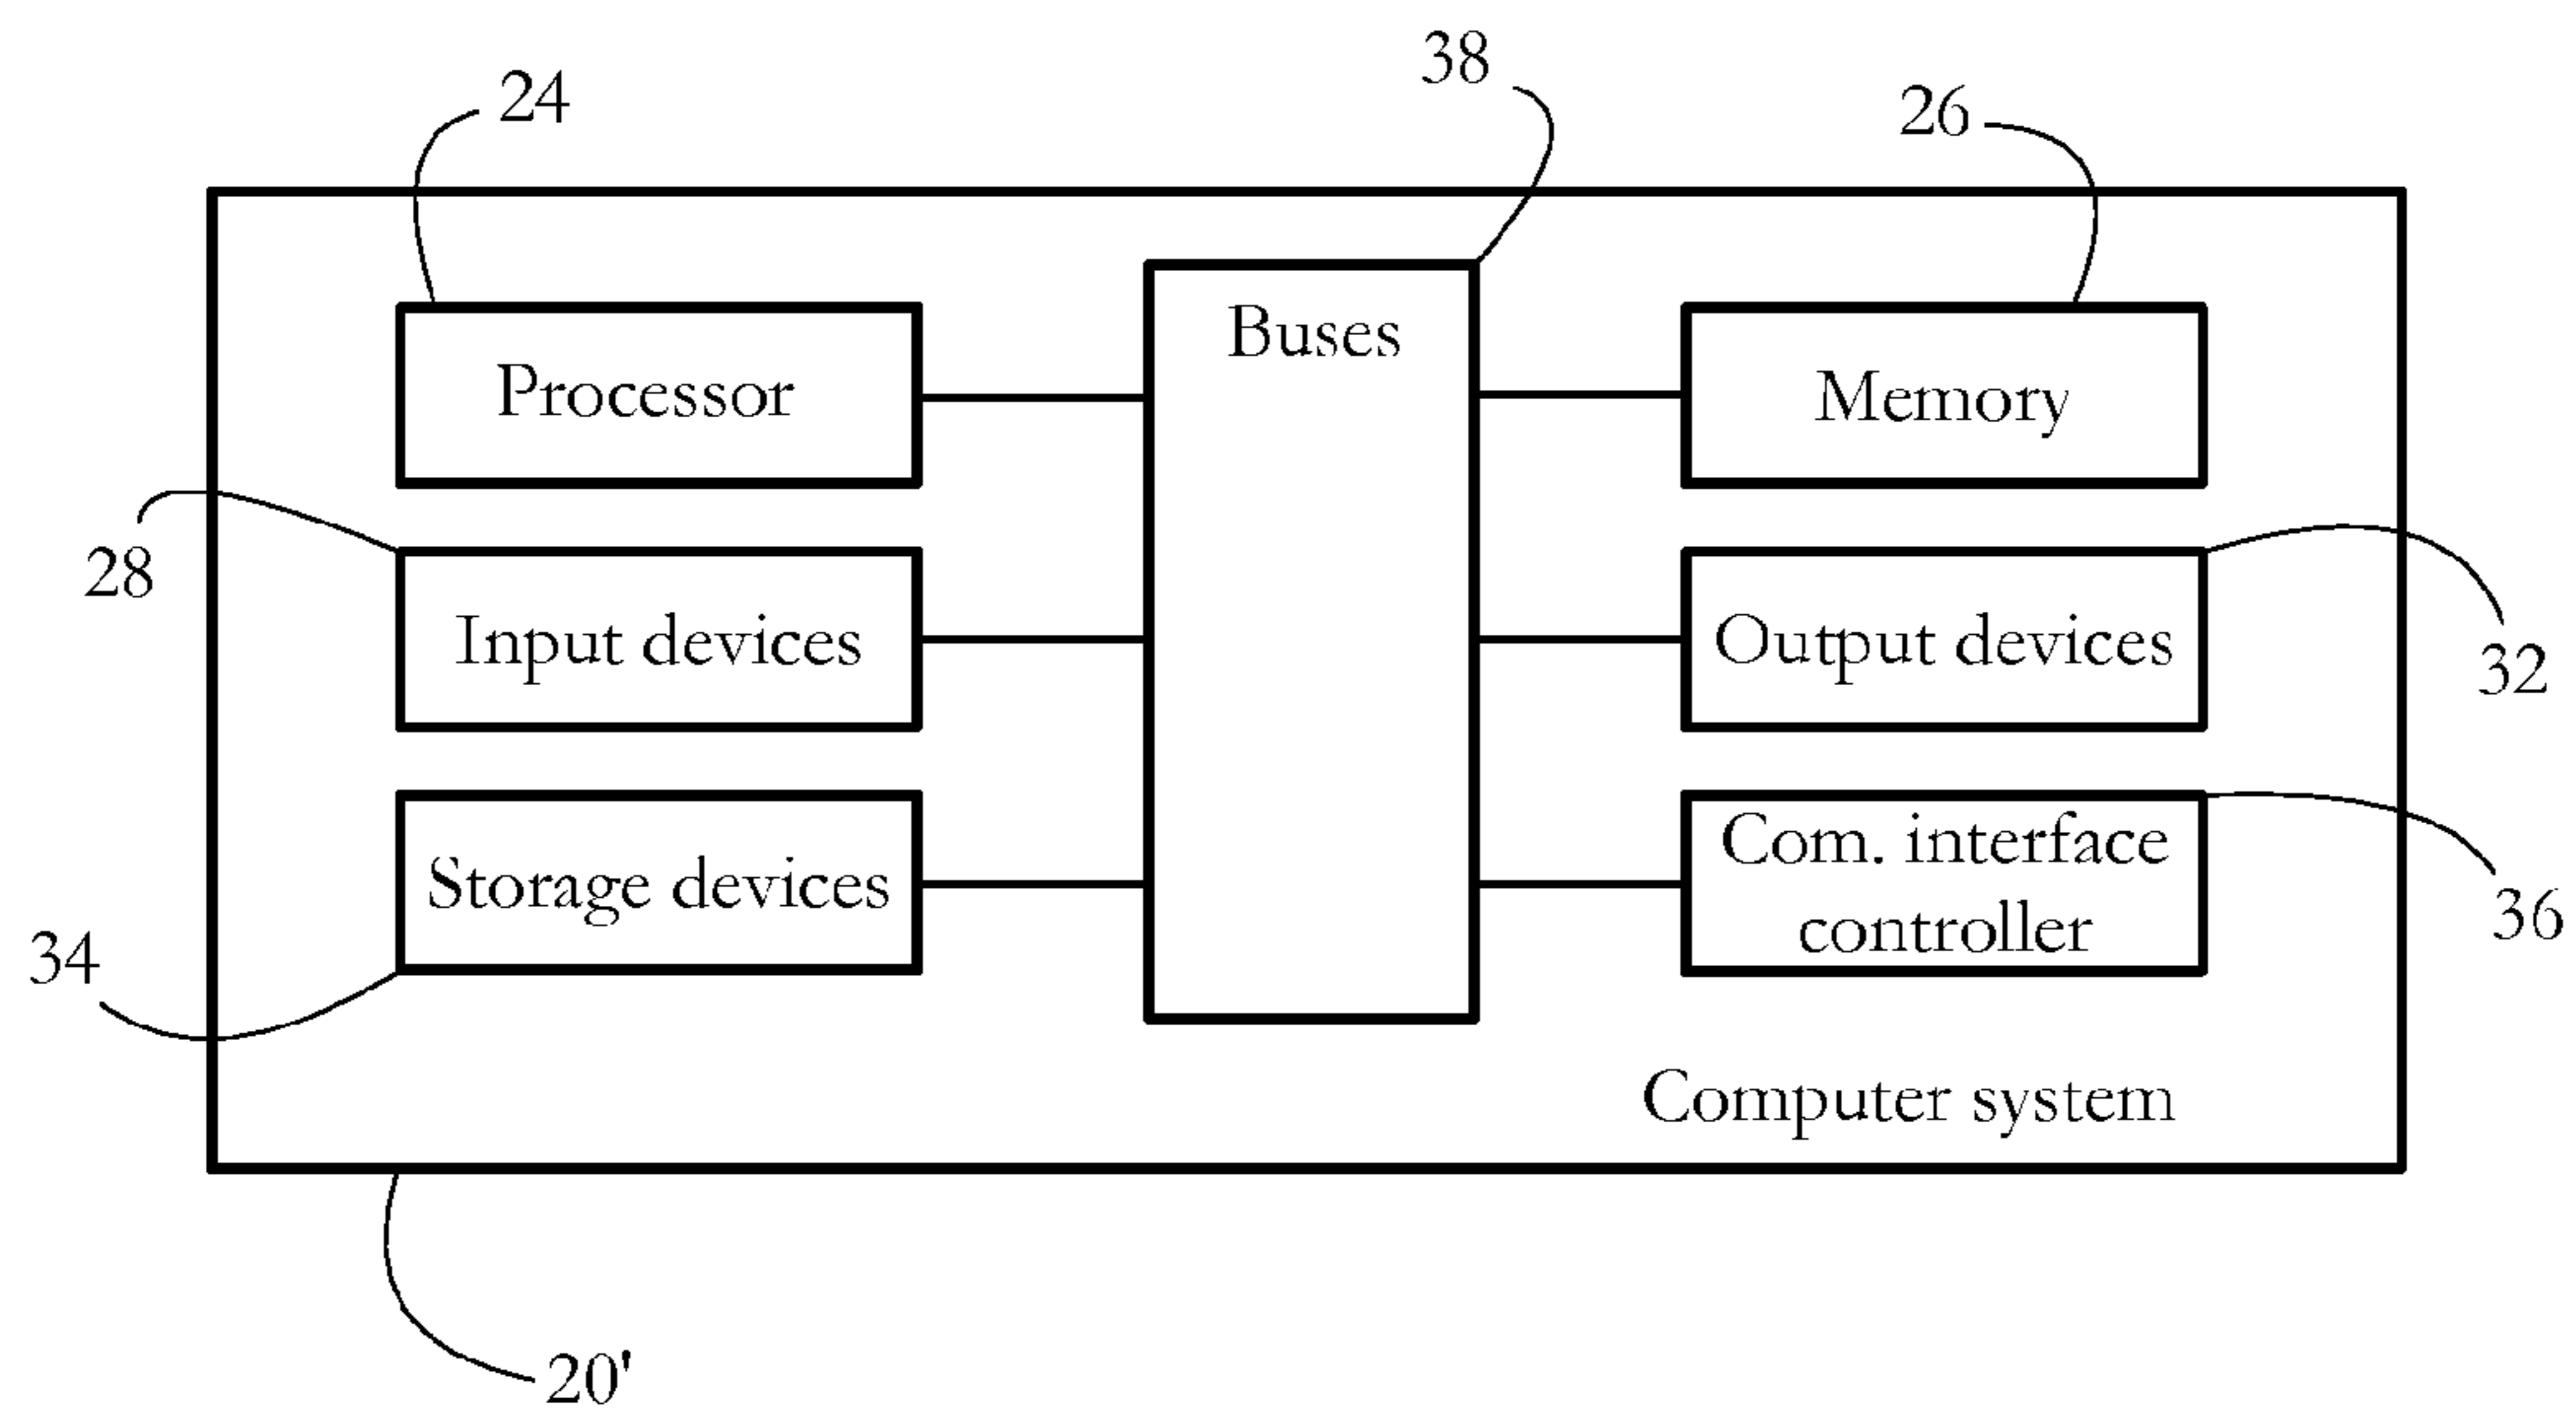 38
24
26
Buses
Processor
Memory
28
Input devices
Output devices
32
Storage devices
Com. interface
controller
34
36
Computer system
20'